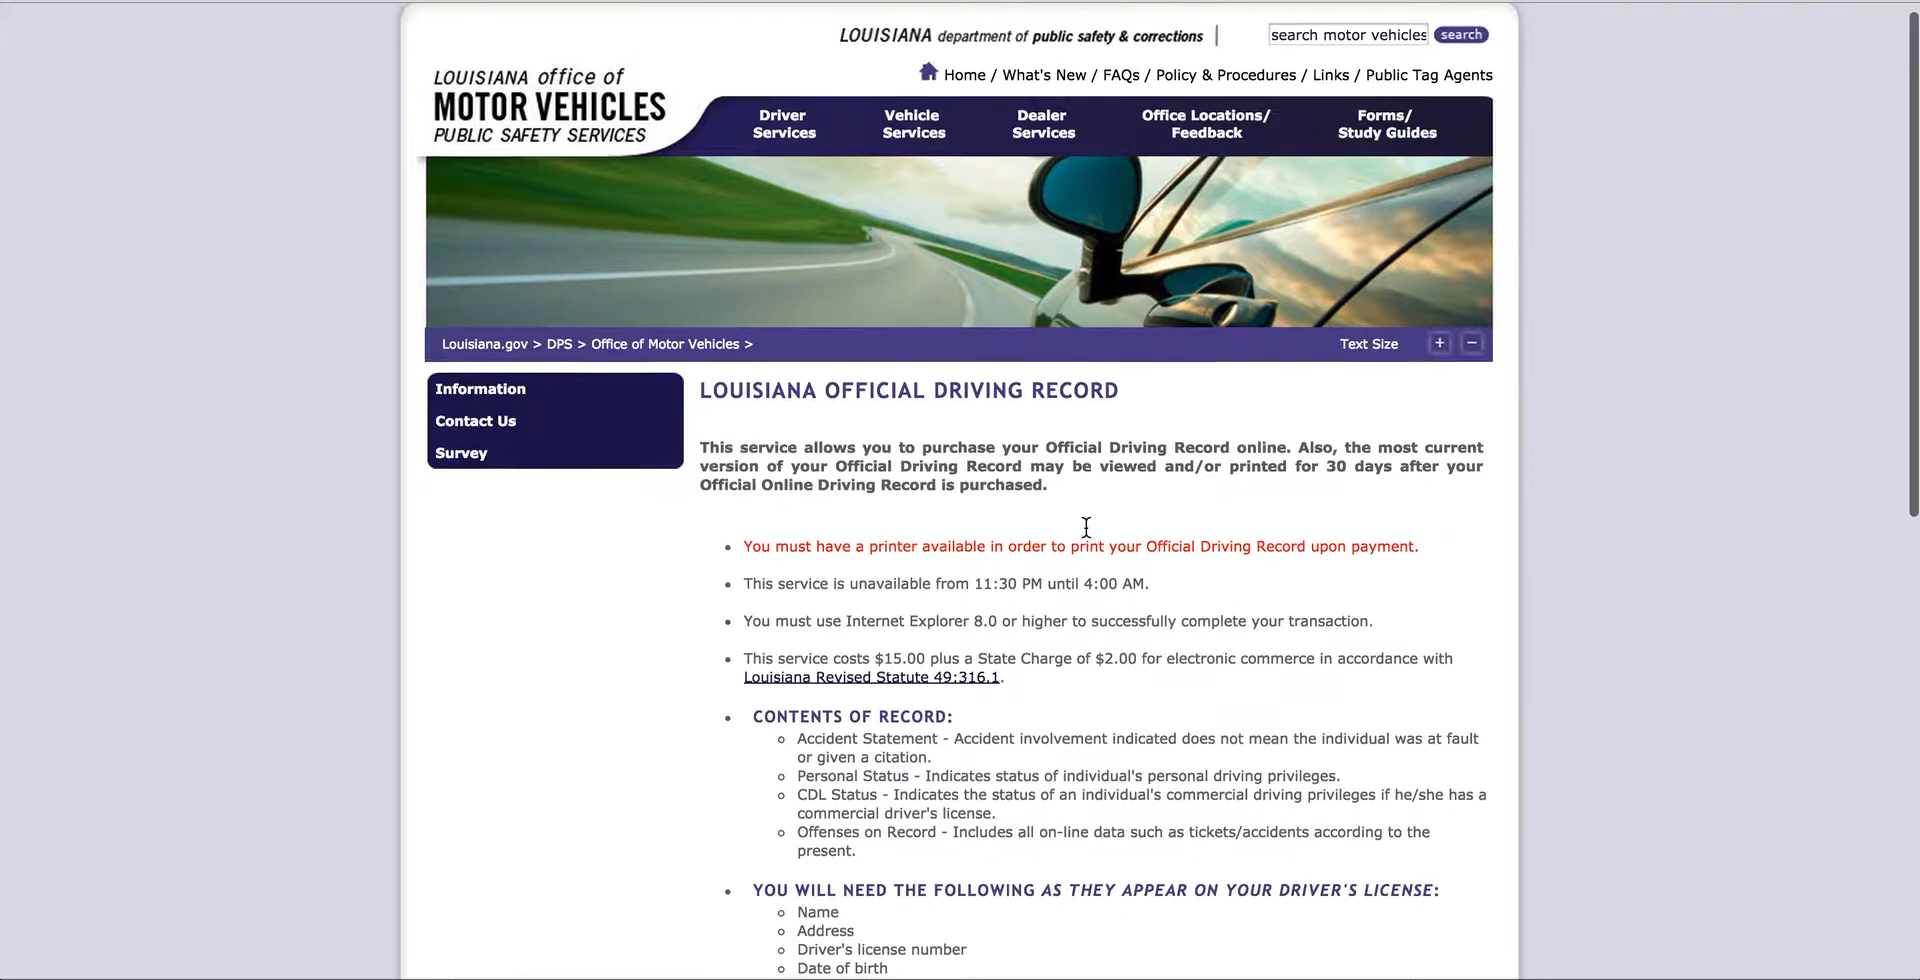 LOUISIANA department of public safety & corrections
search motor vehicles search
Home / What's New / FAQs / Policy & Procedures / Links / Public Tag Agents
LOUISIANA office of
MOTOR VEHICLES
PUBLIC SAFETY SERVICES
Driver Services
Vehicle Services
Dealer Services
Office Locations/ Feedback
Forms/ Study Guides
Louisiana.gov > DPS > Office of Motor Vehicles >
Text Size + −
Information
Contact Us
Survey
LOUISIANA OFFICIAL DRIVING RECORD
This service allows you to purchase your Official Driving Record online. Also, the most current
version of your Official Driving Record may be viewed and/or printed for 30 days after your
Official Online Driving Record is purchased.
• You must have a printer available in order to print your Official Driving Record upon payment.
• This service is unavailable from 11:30 PM until 4:00 AM.
• You must use Internet Explorer 8.0 or higher to successfully complete your transaction.
• This service costs $15.00 plus a State Charge of $2.00 for electronic commerce in accordance with
Louisiana Revised Statute 49:316.1.
• CONTENTS OF RECORD:
Accident Statement - Accident involvement indicated does not mean the individual was at fault
or given a citation.
Personal Status - Indicates status of individual's personal driving privileges.
CDL Status - Indicates the status of an individual's commercial driving privileges if he/she has a
commercial driver's license.
Offenses on Record - Includes all on-line data such as tickets/accidents according to the
present.
• YOU WILL NEED THE FOLLOWING AS THEY APPEAR ON YOUR DRIVER'S LICENSE:
Name
Address
Driver's license number
Date of birth